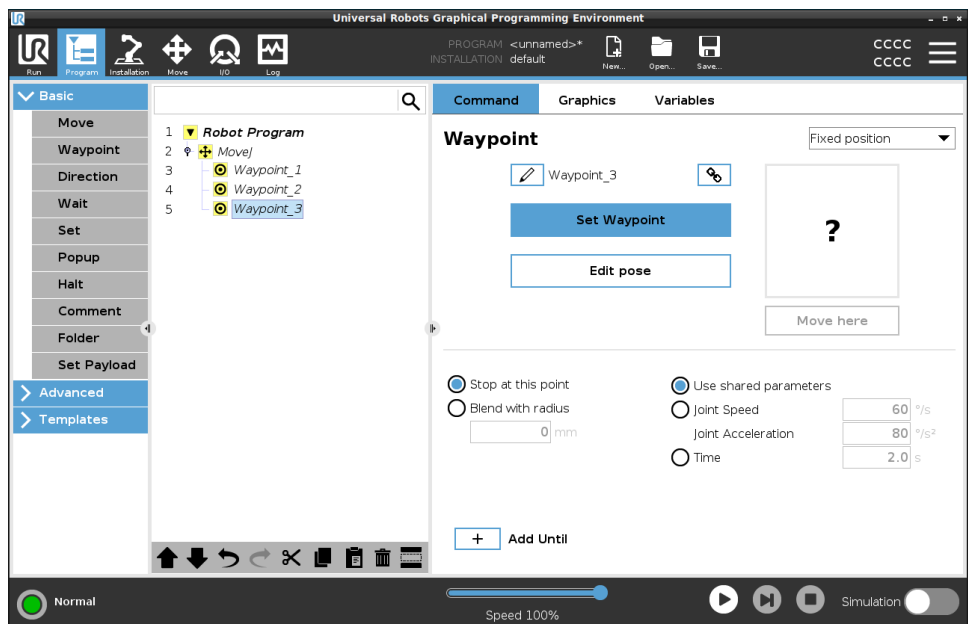 Universal Robots Graphical Programming Environment
UR
Run
Program
Installation
Move
I/O
Log
PROGRAM <unnamed>*
INSTALLATION default
New...
Open...
Save...
CCCC
CCCC
Basic
Move
Waypoint
Direction
Wait
Set
Popup
Halt
Comment
Folder
Set Payload
Advanced
Templates
1 Robot Program
2 MoveJ
3 Waypoint_1
4 Waypoint_2
5 Waypoint_3
Command Graphics Variables
Waypoint
Fixed position
Waypoint_3
Set Waypoint
Edit pose
?
Move here
Stop at this point
Blend with radius
0 mm
Use shared parameters
Joint Speed 60 °/s
Joint Acceleration 80 °/s²
Time 2.0 s
+ Add Until
Normal
Speed 100%
Simulation